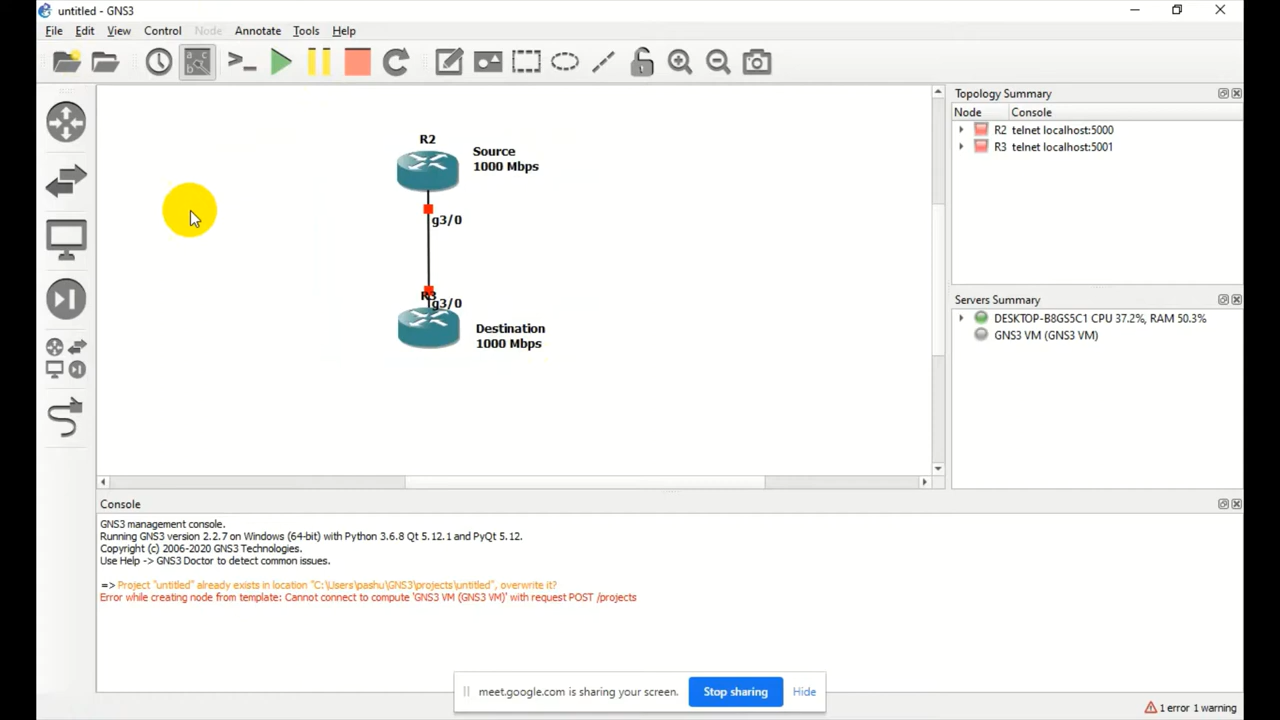 untitled - GNS3
File Edit View Control Node Annotate Tools Help
Topology Summary
Node Console
R2 telnet localhost:5000
R3 telnet localhost:5001
R2
Source
1000 Mbps
g3/0
R3
g3/0
Destination
1000 Mbps
Servers Summary
DESKTOP-B8GS5C1 CPU 37.2%, RAM 50.3%
GNS3 VM (GNS3 VM)
Console
GNS3 management console.
Running GNS3 version 2.2.7 on Windows (64-bit) with Python 3.6.8 Qt 5.12.1 and PyQt 5.12.
Copyright (c) 2006-2020 GNS3 Technologies.
Use Help -> GNS3 Doctor to detect common issues.
=> Project "untitled" already exists in location "C:\Users\pashu\GNS3\projects\untitled", overwrite it?
Error while creating node from template: Cannot connect to compute 'GNS3 VM (GNS3 VM)' with request POST /projects
meet.google.com is sharing your screen. Stop sharing Hide
1 error 1 warning